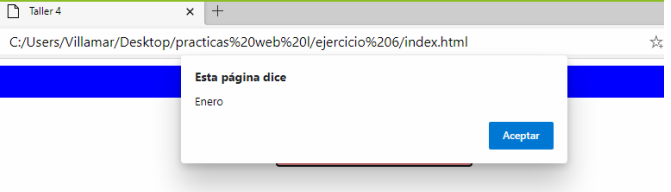 Taller 4
C:/Users/Villamar/Desktop/practicas%20web%20l/ejercicio%206/index.html
Esta página dice
Enero
Aceptar